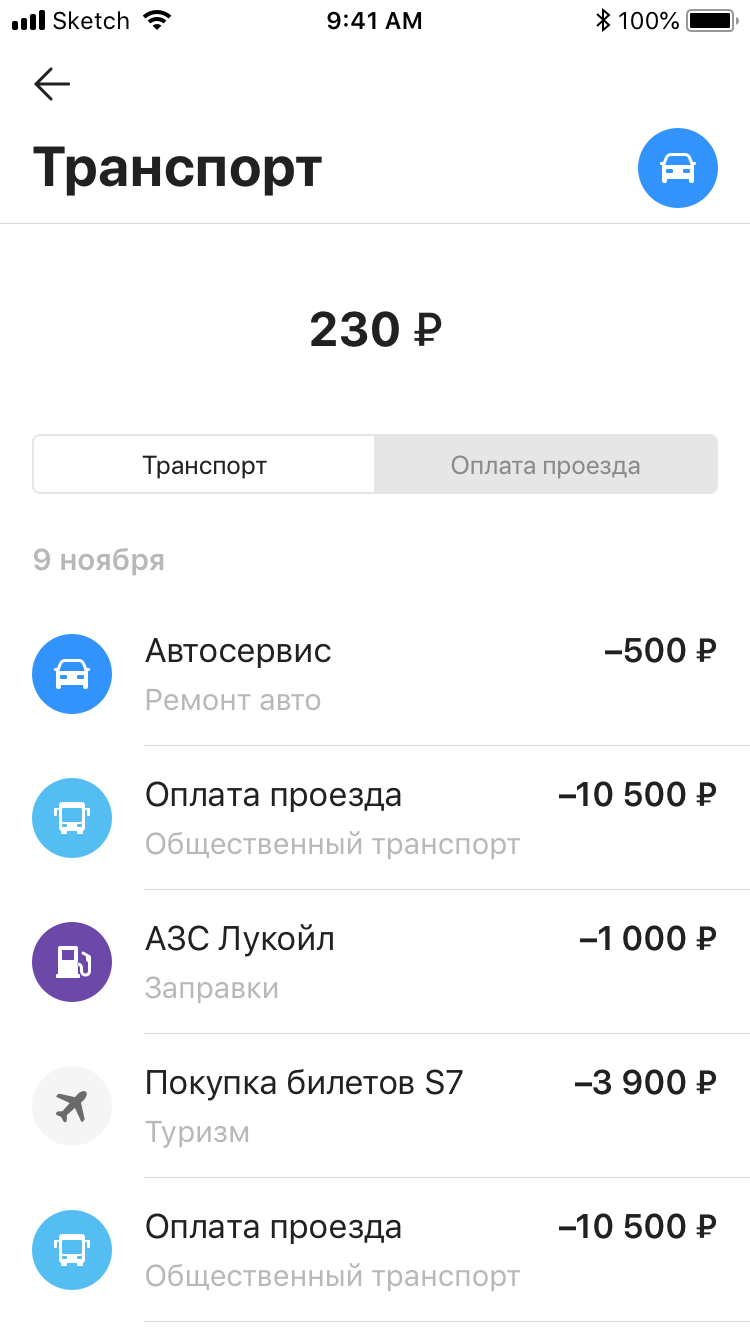 Sketch 9:41 AM 100%
Транспорт
230 ₽
Транспорт Оплата проезда
9 ноября
Автосервис –500 ₽
Ремонт авто
Оплата проезда –10 500 ₽
Общественный транспорт
АЗС Лукойл –1 000 ₽
Заправки
Покупка билетов S7 –3 900 ₽
Туризм
Оплата проезда –10 500 ₽
Общественный транспорт